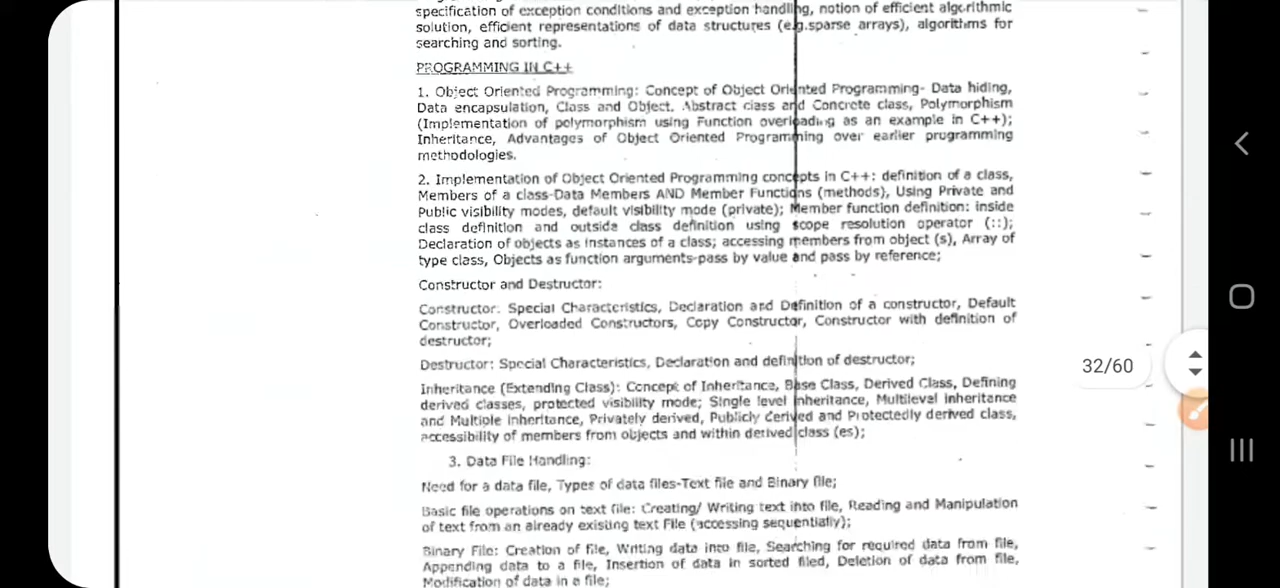 specification of exception conditions and exception handling, notion of efficient algorithmic
solution, efficient representations of data structures (e.g.sparse arrays), algorithms for
searching and sorting.
PROGRAMMING IN C++
1. Object Oriented Programming: Concept of Object Oriented Programming- Data hiding,
Data encapsulation, Class and Object. Abstract class and Concrete class, Polymorphism
(Implementation of polymorphism using Function overloading as an example in C++);
Inheritance, Advantages of Object Oriented Programming over earlier programming
methodologies.
2. Implementation of Object Oriented Programming concepts in C++: definition of a class,
Members of a class-Data Members AND Member Functions (methods), Using Private and
Public visibility modes, default visibility mode (private); Member function definition: inside
class definition and outside class definition using scope resolution operator (::);
Declaration of objects as instances of a class; accessing members from object (s), Array of
type class, Objects as function arguments-pass by value and pass by reference;
Constructor and Destructor:
Constructor: Special Characteristics, Declaration and Definition of a constructor, Default
Constructor, Overloaded Constructors, Copy Constructor, Constructor with definition of
destructor;
Destructor: Special Characteristics, Declaration and definition of destructor;
32/60
Inheritance (Extending Class): Concept of Inheritance, Base Class, Derived Class, Defining
derived classes, protected visibility mode; Single level inheritance, Multilevel inheritance
and Multiple inheritance, Privately derived, Publicly derived and Protectedly derived class,
accessibility of members from objects and within derived class (es);
3. Data File Handling:
Need for a data file, Types of data files-Text file and Binary file;
Basic file operations on text file: Creating/ Writing text into file, Reading and Manipulation
of text from an already existing text File (accessing sequentially);
Binary File: Creation of file, Writing data into file, Searching for required data from file,
Appending data to a file, Insertion of data in sorted filed, Deletion of data from file,
Modification of data in a file;